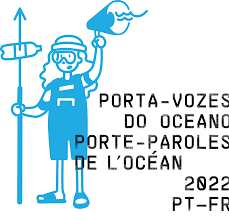 PORTA-VOZES
DO OCEANO
PORTE-PAROLES
DE L'OCÉAN
2022
PT-FR